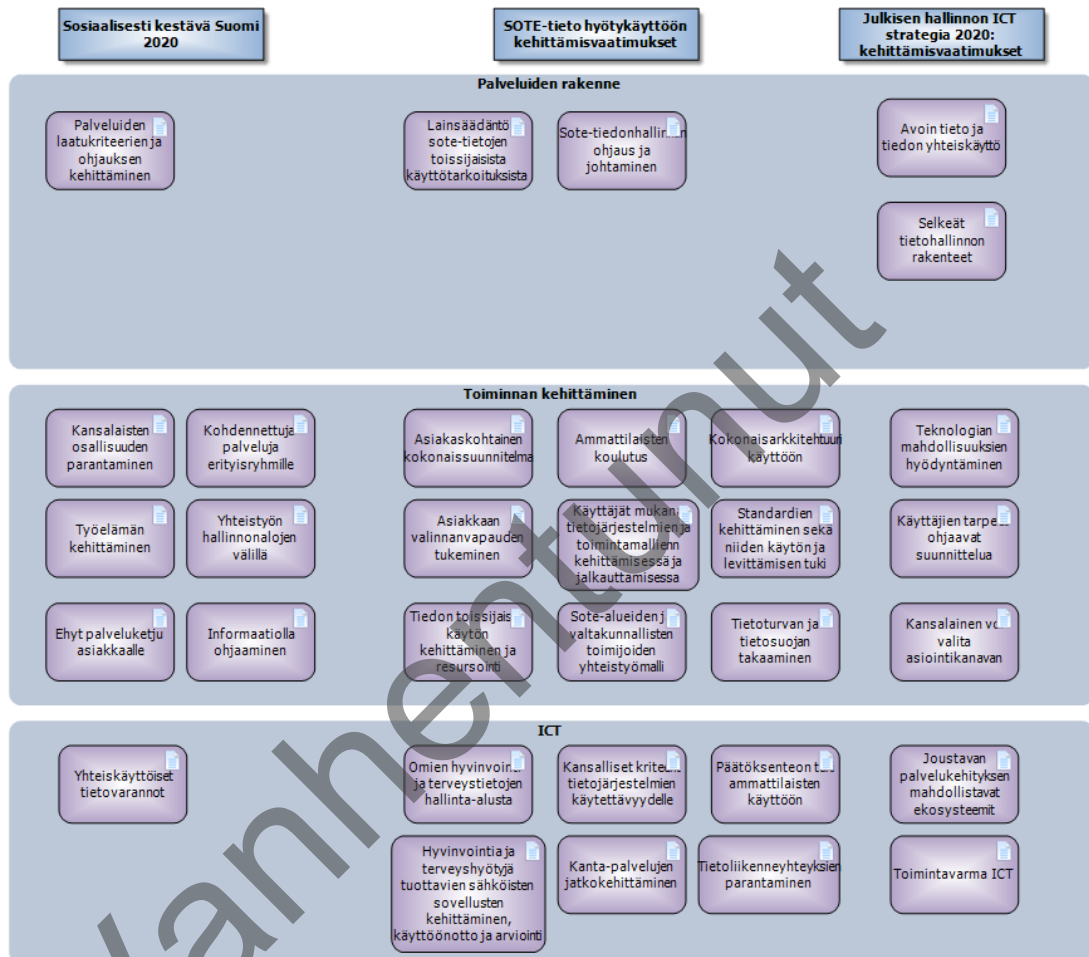 Sosiaalisesti kestävä Suomi
2020
SOTE-tieto hyötykäyttöön
kehittämisvaatimukset
Julkisen hallinnon ICT
strategia 2020:
kehittämisvaatimukset
Palveluiden rakenne
Palveluiden
laatukriteerien ja
ohjauksen
kehittäminen
Lainsäädäntö
sote-tietojen
toissijaisista
käyttötarkoituksista
Sote-tiedonhallinnan
ohjaus ja
johtaminen
Avoin tieto ja
tiedon yhteiskäyttö
Selkeät
tietohallinnon
rakenteet
Toiminnan kehittäminen
Kansalaisten
osallisuuden
parantaminen
Kohdennettuja
palveluja
erityisryhmille
Asiakaskohtainen
kokonaissuunnitelma
Ammattilaisten
koulutus
Kokonaisarkkitehtuuri
käyttöön
Teknologian
mahdollisuuksien
hyödyntäminen
Työelämän
kehittäminen
Yhteistyön
hallinnonalojen
välillä
Asiakkaan
valinnanvapauden
tukeminen
Käyttäjät mukana
tietojärjestelmien ja
toimintamallienn
kehittämisessä ja
jalkauttamisessa
Standardien
kehittäminen sekä
niiden käytön ja
levittämisen tuki
Käyttäjien tarpeet
ohjaavat
suunnittelua
Ehyt palveluketju
asiakkaalle
Informaatiolla
ohjaaminen
Tiedon toissijaisen
käytön
kehittäminen ja
resursointi
Sote-alueiden ja
valtakunnallisten
toimijoiden
yhteistyömalli
Tietoturvan ja
tietosuojan
takaaminen
Kansalainen voi
valita
asiointikanavan
ICT
Yhteiskäyttöiset
tietovarannot
Omien hyvinvointi-
ja terveystietojen
hallinta-alusta
Kansalliset kriteerit
tietojärjestelmien
käytettävyydelle
Päätöksenteon tuki
ammattilaisten
käyttöön
Joustavan
palvelukehityksen
mahdollistavat
ekosysteemit
Hyvinvointia ja
terveyshyötyjä
tuottavien sähköisten
sovellusten
kehittäminen,
käyttöönotto ja arviointi
Kanta-palvelujen
jatkokehittäminen
Tietoliikenneyhteyksien
parantaminen
Toimintavarma ICT
Vanhentunut